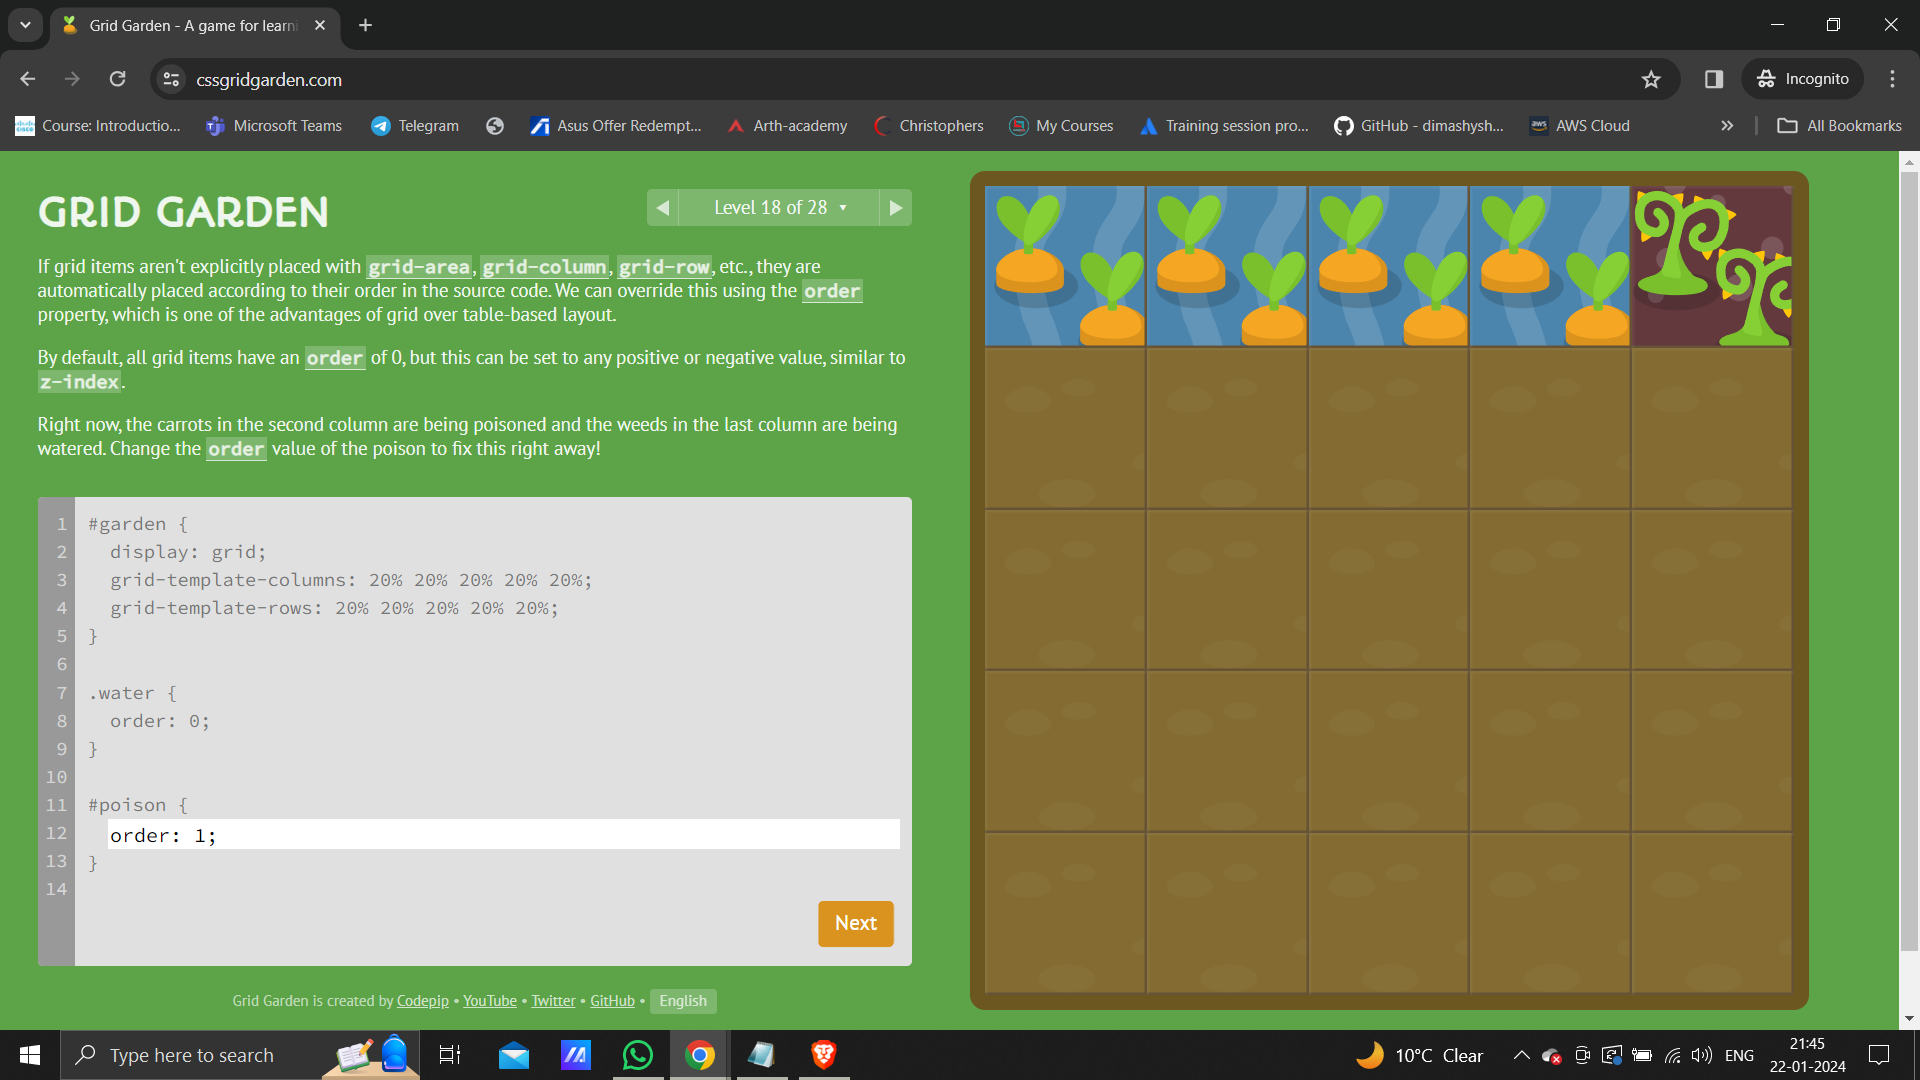 Grid Garden - A game for learni
cssgridgarden.com
Incognito
Course: Introductio...
Microsoft Teams
Telegram
Asus Offer Redempt...
Arth-academy
Christophers
My Courses
Training session pro...
GitHub - dimashysh...
AWS Cloud
All Bookmarks
GRID GARDEN
Level 18 of 28
If grid items aren't explicitly placed with grid-area, grid-column, grid-row, etc., they are
automatically placed according to their order in the source code. We can override this using the order
property, which is one of the advantages of grid over table-based layout.
By default, all grid items have an order of 0, but this can be set to any positive or negative value, similar to
z-index.
Right now, the carrots in the second column are being poisoned and the weeds in the last column are being
watered. Change the order value of the poison to fix this right away!
1 #garden {
2 display: grid;
3 grid-template-columns: 20% 20% 20% 20% 20%;
4 grid-template-rows: 20% 20% 20% 20% 20%;
5 }
6
7 .water {
8 order: 0;
9 }
10
11 #poison {
12 order: 1;
13 }
14
Next
Grid Garden is created by Codepip • YouTube • Twitter • GitHub • English
Type here to search
10°C Clear
ENG
21:45
22-01-2024